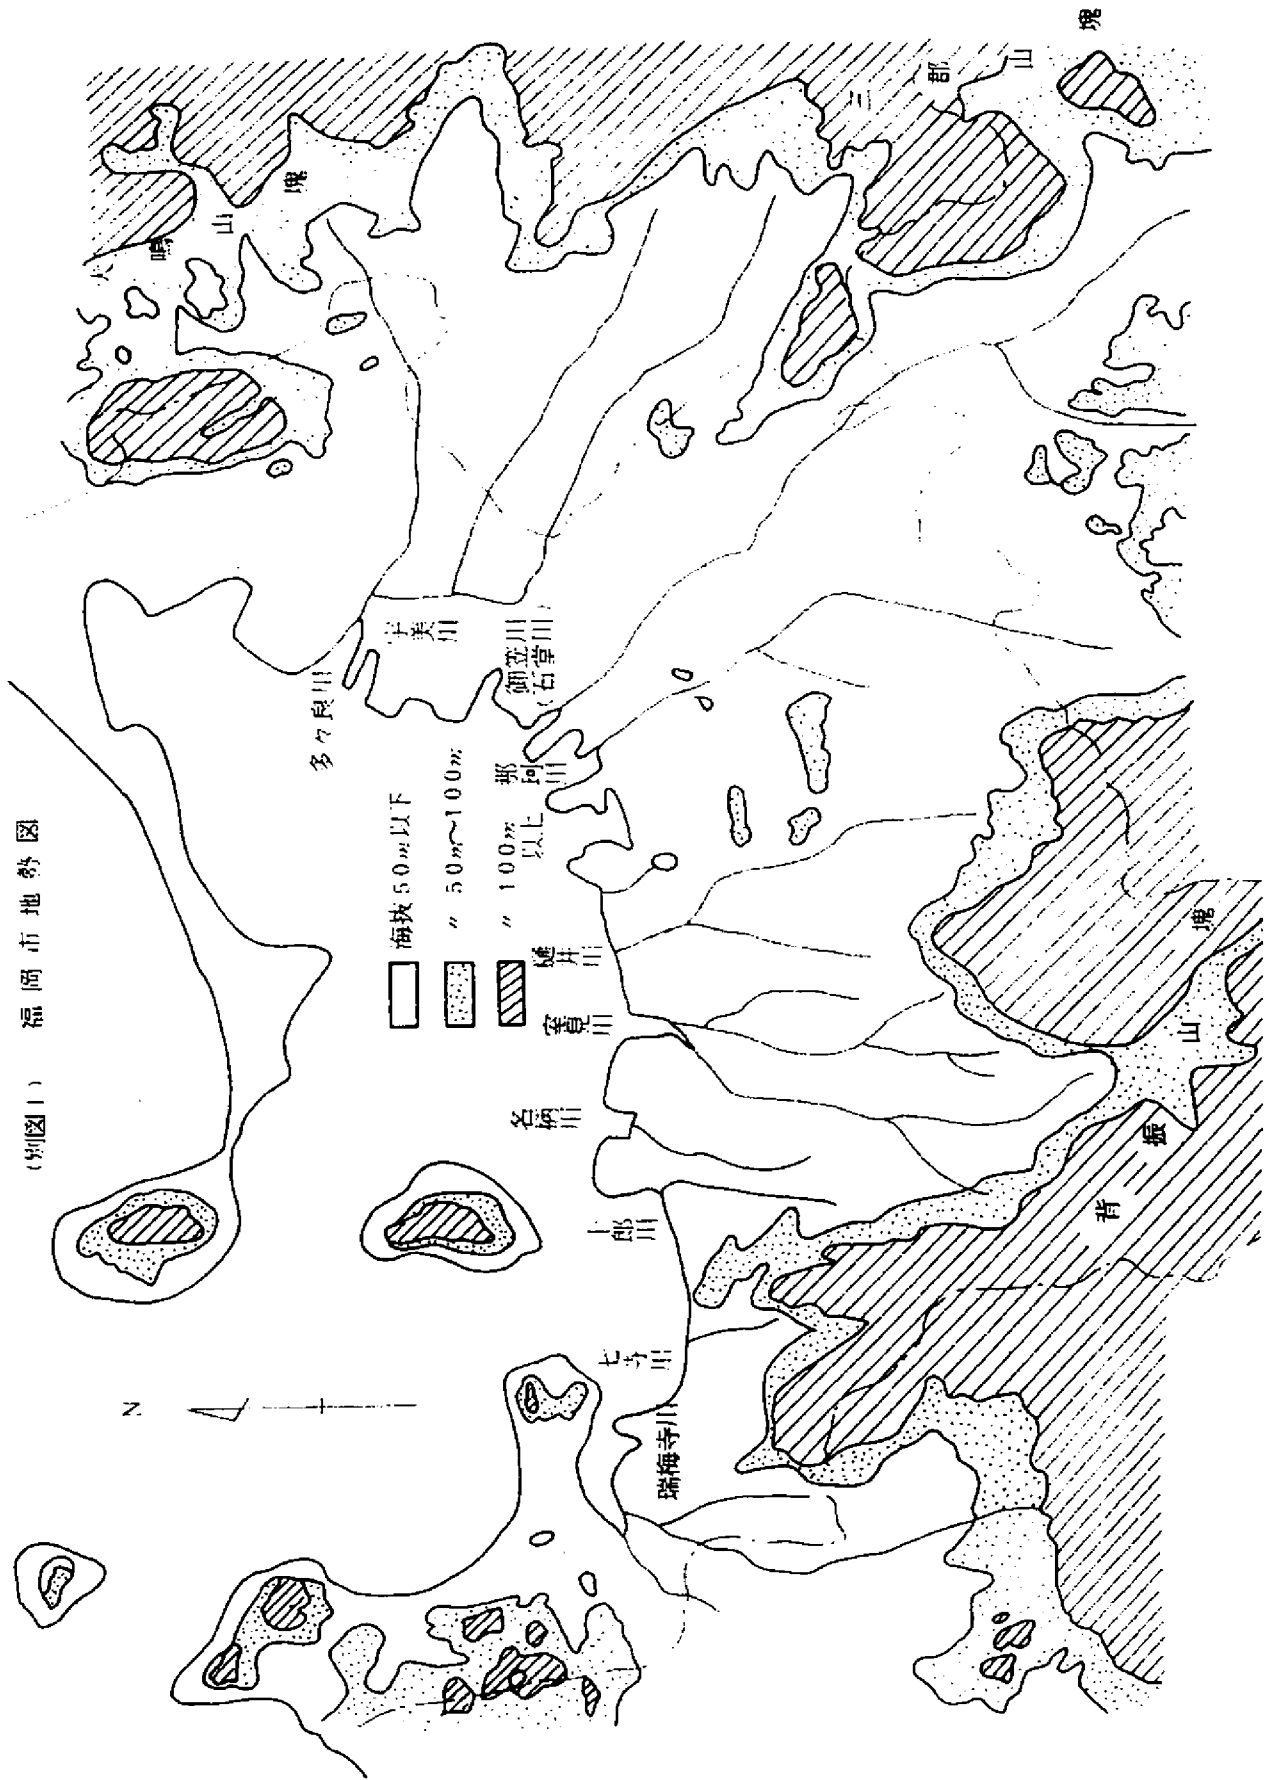 (別図1) 福岡市地勢図
N
海抜50m以下
〃 50m〜100m
〃 100m以上
多々良川
宇美川
御笠川
(石堂川)
那珂川
樋井川
室見川
名柄川
十郎川
七寺川
瑞梅寺川
犬鳴山塊
三郡山塊
背振山塊